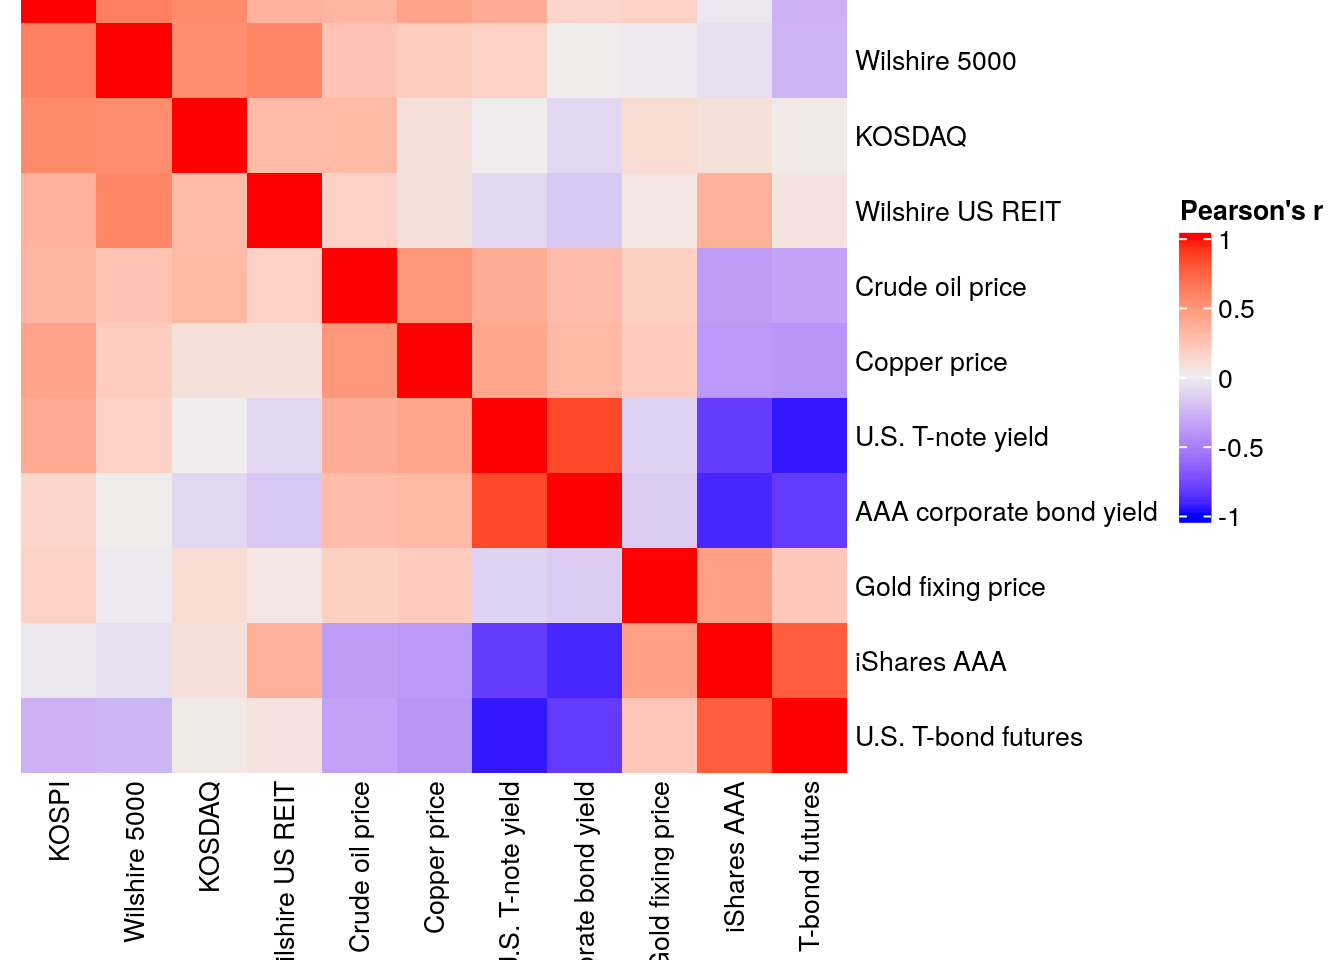 Wilshire 5000
KOSDAQ
Wilshire US REIT
Crude oil price
Copper price
U.S. T-note yield
AAA corporate bond yield
Gold fixing price
iShares AAA
U.S. T-bond futures
Pearson's r
1
0.5
0
-0.5
-1
KOSPI
Wilshire 5000
KOSDAQ
ilshire US REIT
Crude oil price
Copper price
U.S. T-note yield
orate bond yield
Gold fixing price
iShares AAA
T-bond futures